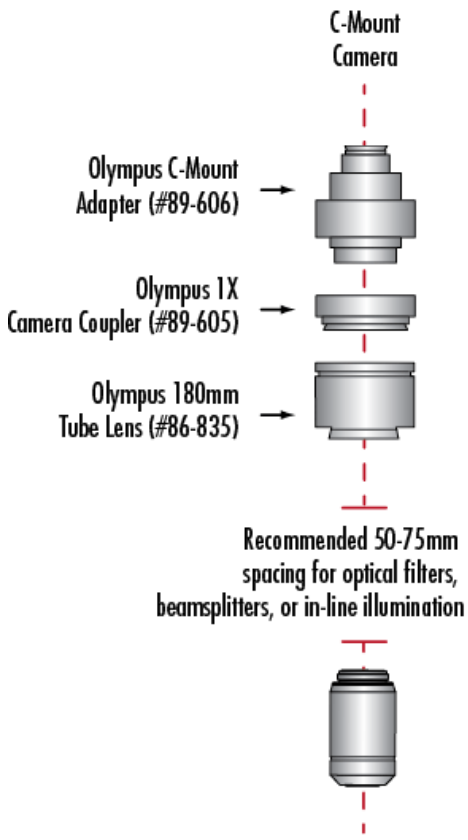 C-Mount
Camera
Olympus C-Mount
Adapter (#89-606)
Olympus 1X
Camera Coupler (#89-605)
Olympus 180mm
Tube Lens (#86-835)
Recommended 50-75mm
spacing for optical filters,
beamsplitters, or in-line illumination